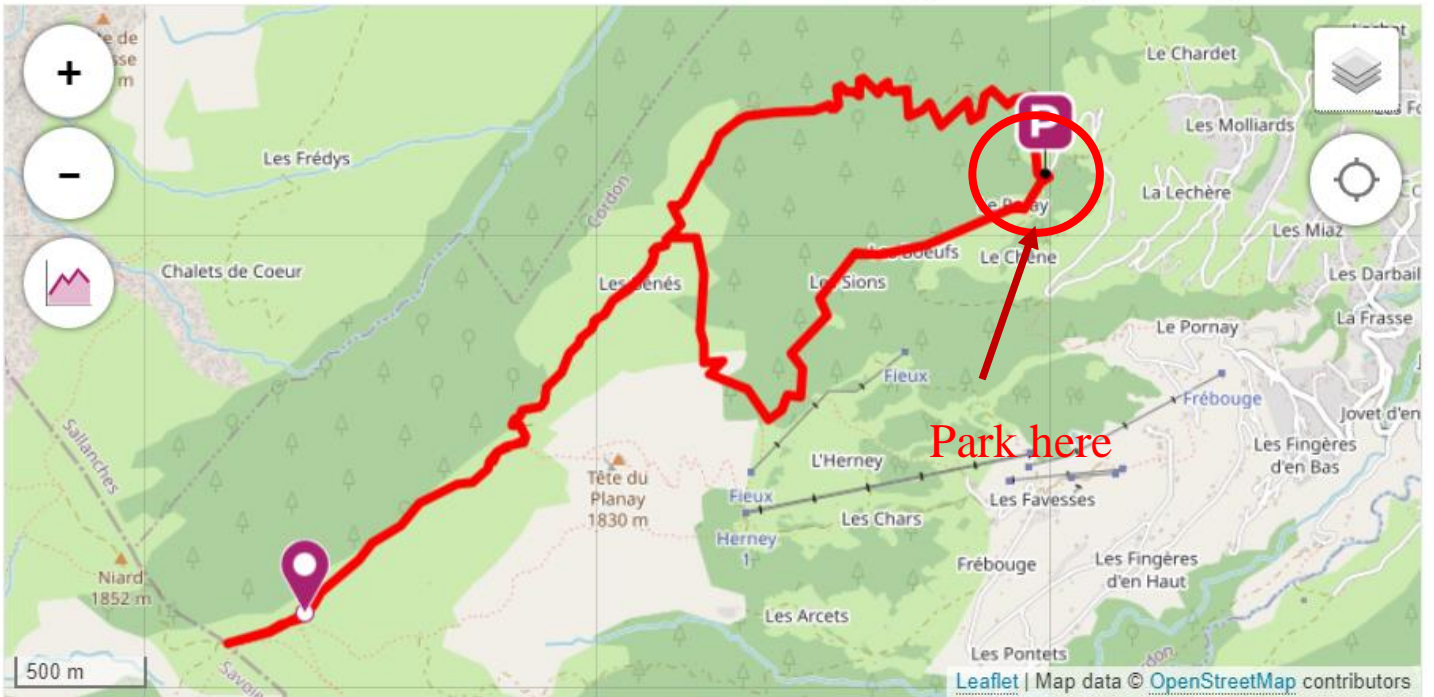 +
−
P
Le Chardet
Les Molliards
Les Frédys
Cordon
La Lechère
Les Miaz
Chalets de Coeur
Le Chêne
Les Sions
Les Darbail
La Frasse
Le Pornay
Fieux
Frébouge
Jovet d'en
Les Fingères
d'en Bas
Park here
Sallanches
Tête du
Planay
1830 m
L'Herney
Fieux
Les Favesses
Les Chars
Herney
1
Niard
1852 m
Frébouge
Les Fingères
d'en Haut
Les Arcets
Les Pontets
500 m
Leaflet | Map data © OpenStreetMap contributors